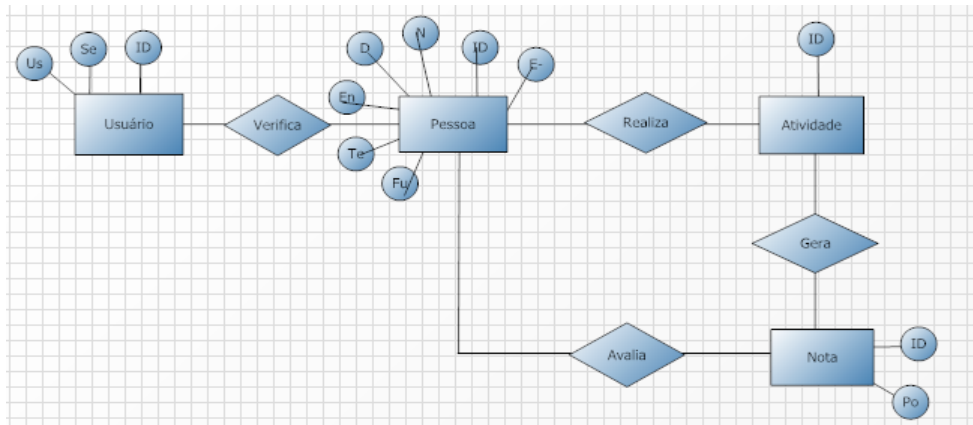 Us
Se
ID
Usuário
Verifica
D
N
ID
E-
En
Te
Fu
Pessoa
Realiza
ID
Atividade
Gera
Avalia
Nota
ID
Po